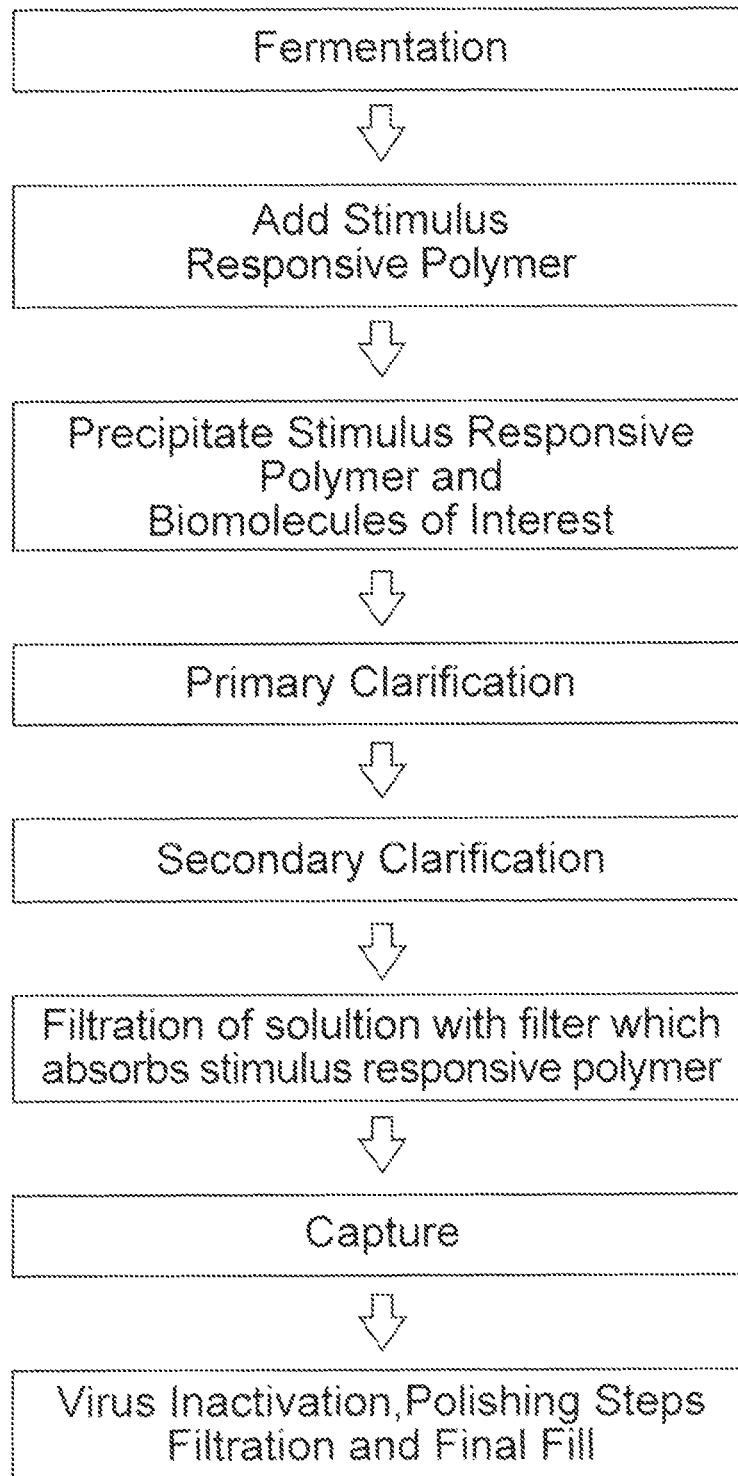 Fermentation
Add Stimulus
Responsive Polymer
Precipitate Stimulus Responsive
Polymer and
Biomolecules of Interest
Primary Clarification
Secondary Clarification
Filtration of solultion with filter which
absorbs stimulus responsive polymer
Capture
Virus Inactivation,Polishing Steps
Filtration and Final Fill